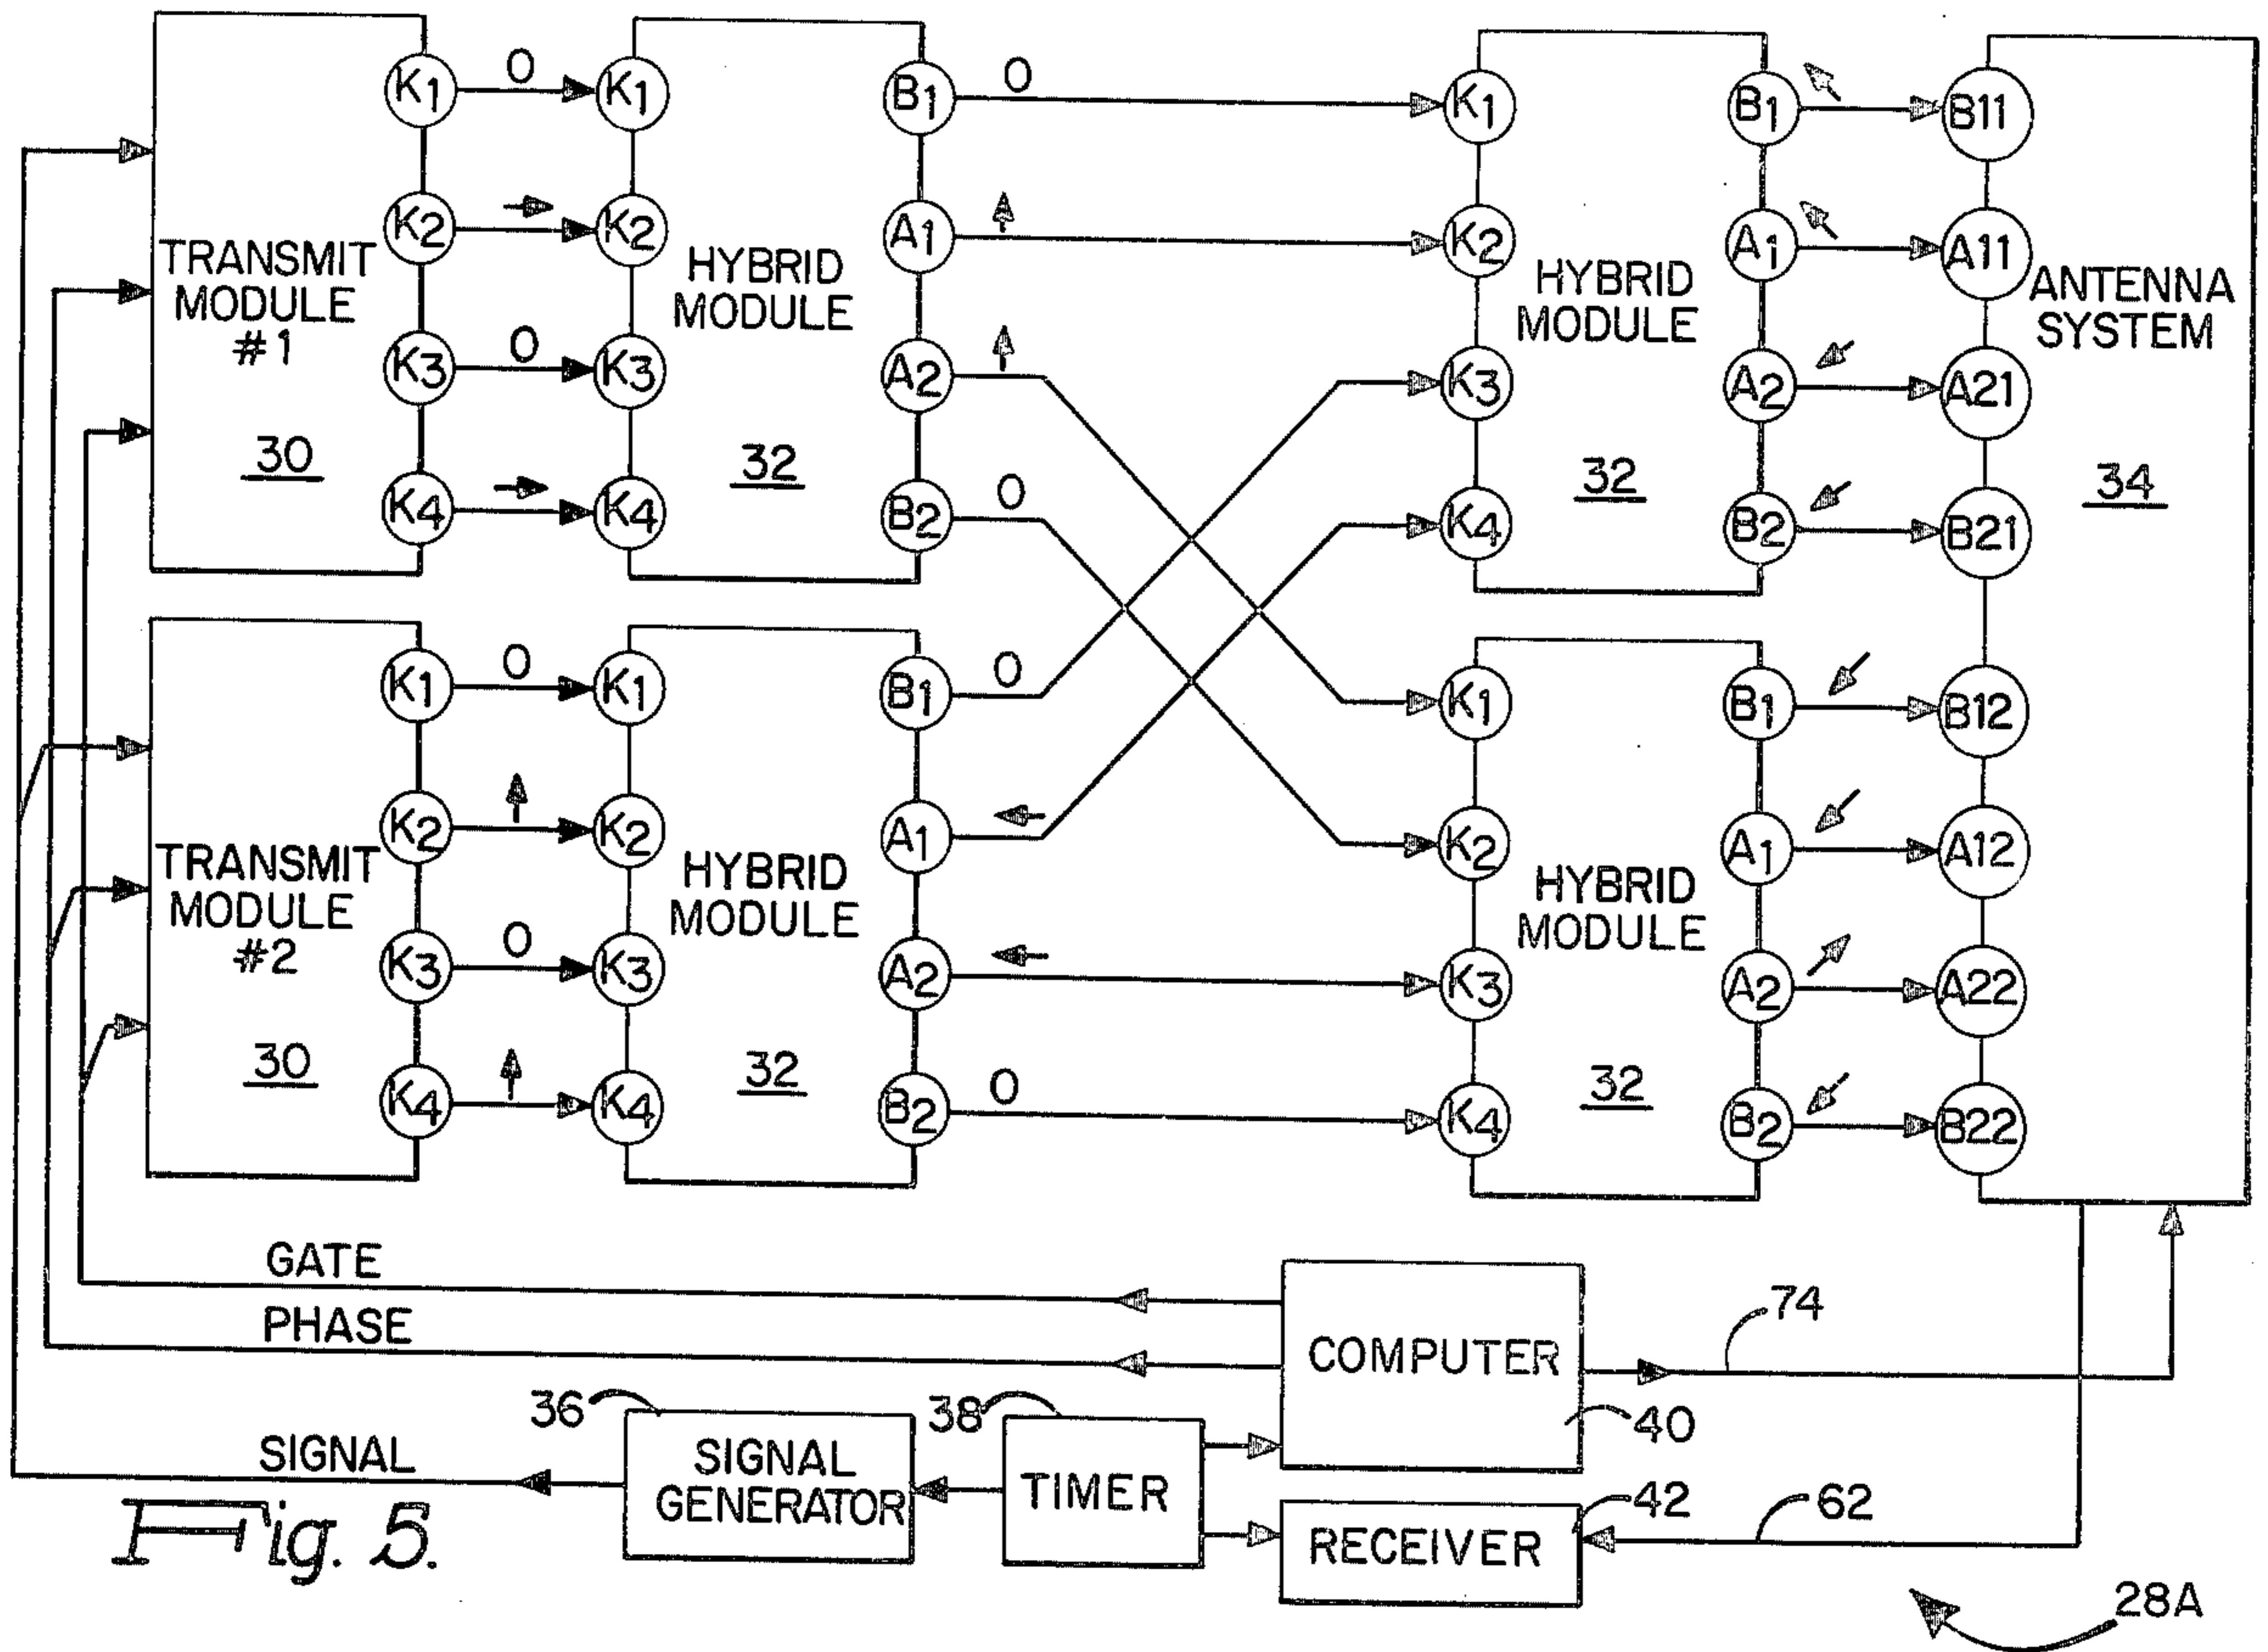 K1 0 K1 B1 0 K1 B1 B11
K2 K2 A1 K2 A1 A11
TRANSMIT
MODULE
#1
HYBRID
MODULE
HYBRID
MODULE
ANTENNA
SYSTEM
K3 0 K3 A2 K3 A2 A21
30 32 32 34
K4 K4 B2 0 K4 B2 B21
K1 0 K1 B1 0 K1 B1 B12
K2 K2 A1 K2 A1 A12
TRANSMIT
MODULE
#2
HYBRID
MODULE
HYBRID
MODULE
K3 0 K3 A2 K3 A2 A22
30 32 32
K4 K4 B2 0 K4 B2 B22
GATE
PHASE
SIGNAL
36
SIGNAL
GENERATOR
38
TIMER
COMPUTER
40
74
RECEIVER
42
62
Fig. 5.
28A